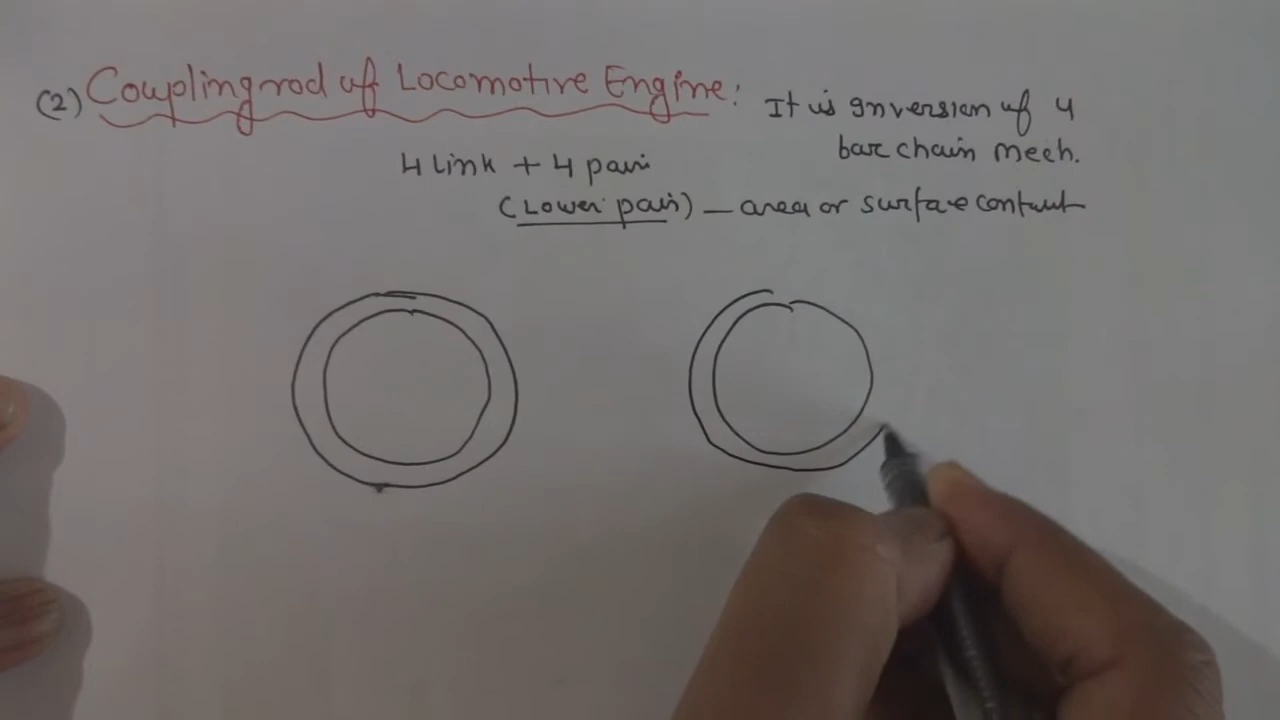 (2) Coupling rod of Locomotive Engine: It is Inversion of 4
bar chain mech.
4 Link + 4 pair
(Lower pair) — area or surface contact